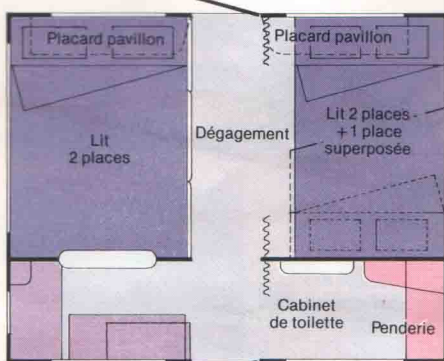 Placard pavillon
Placard pavillon
Lit
2 places
Dégagement
Lit 2 places
+ 1 place
superposée
Cabinet
de toilette
Penderie